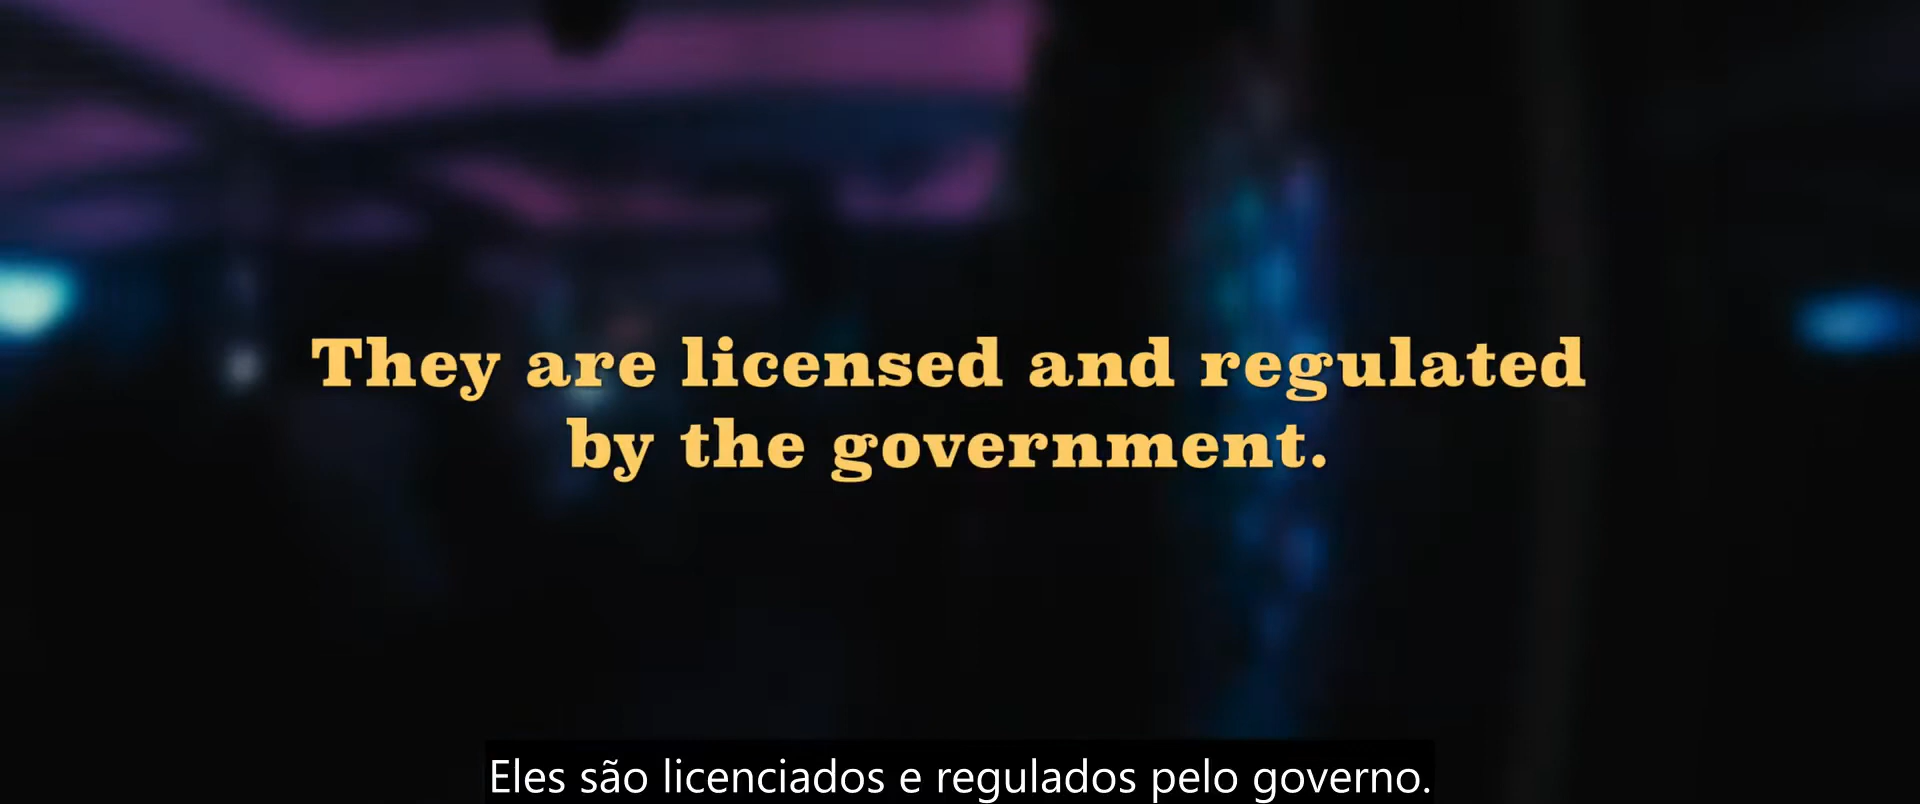 They are licensed and regulated
by the government.
Eles são licenciados e regulados pelo governo.